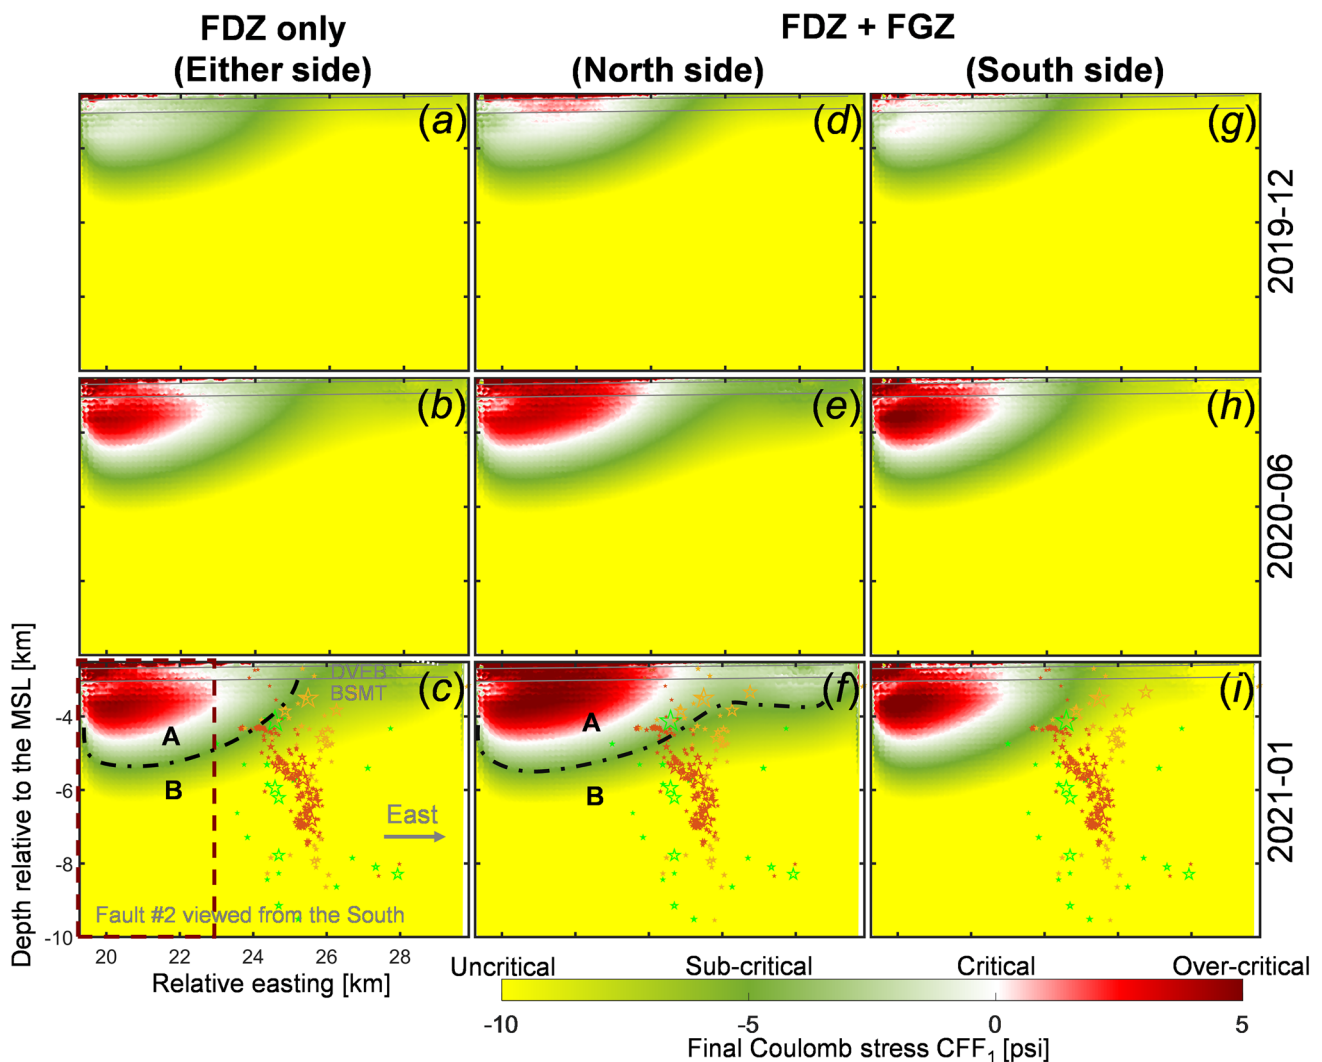 FDZ only
(Either side)
FDZ + FGZ
(North side)
(South side)
(a)
(d)
(g)
2019-12
(b)
(e)
(h)
2020-06
(c)
(f)
(i)
2021-01
DVFB
BSMT
A
B
A
B
East
Fault #2 viewed from the South
Depth relative to the MSL [km]
-4
-6
-8
-10
20
22
24
26
28
Relative easting [km]
Uncritical
Sub-critical
Critical
Over-critical
-10
-5
0
5
Final Coulomb stress CFF₁ [psi]